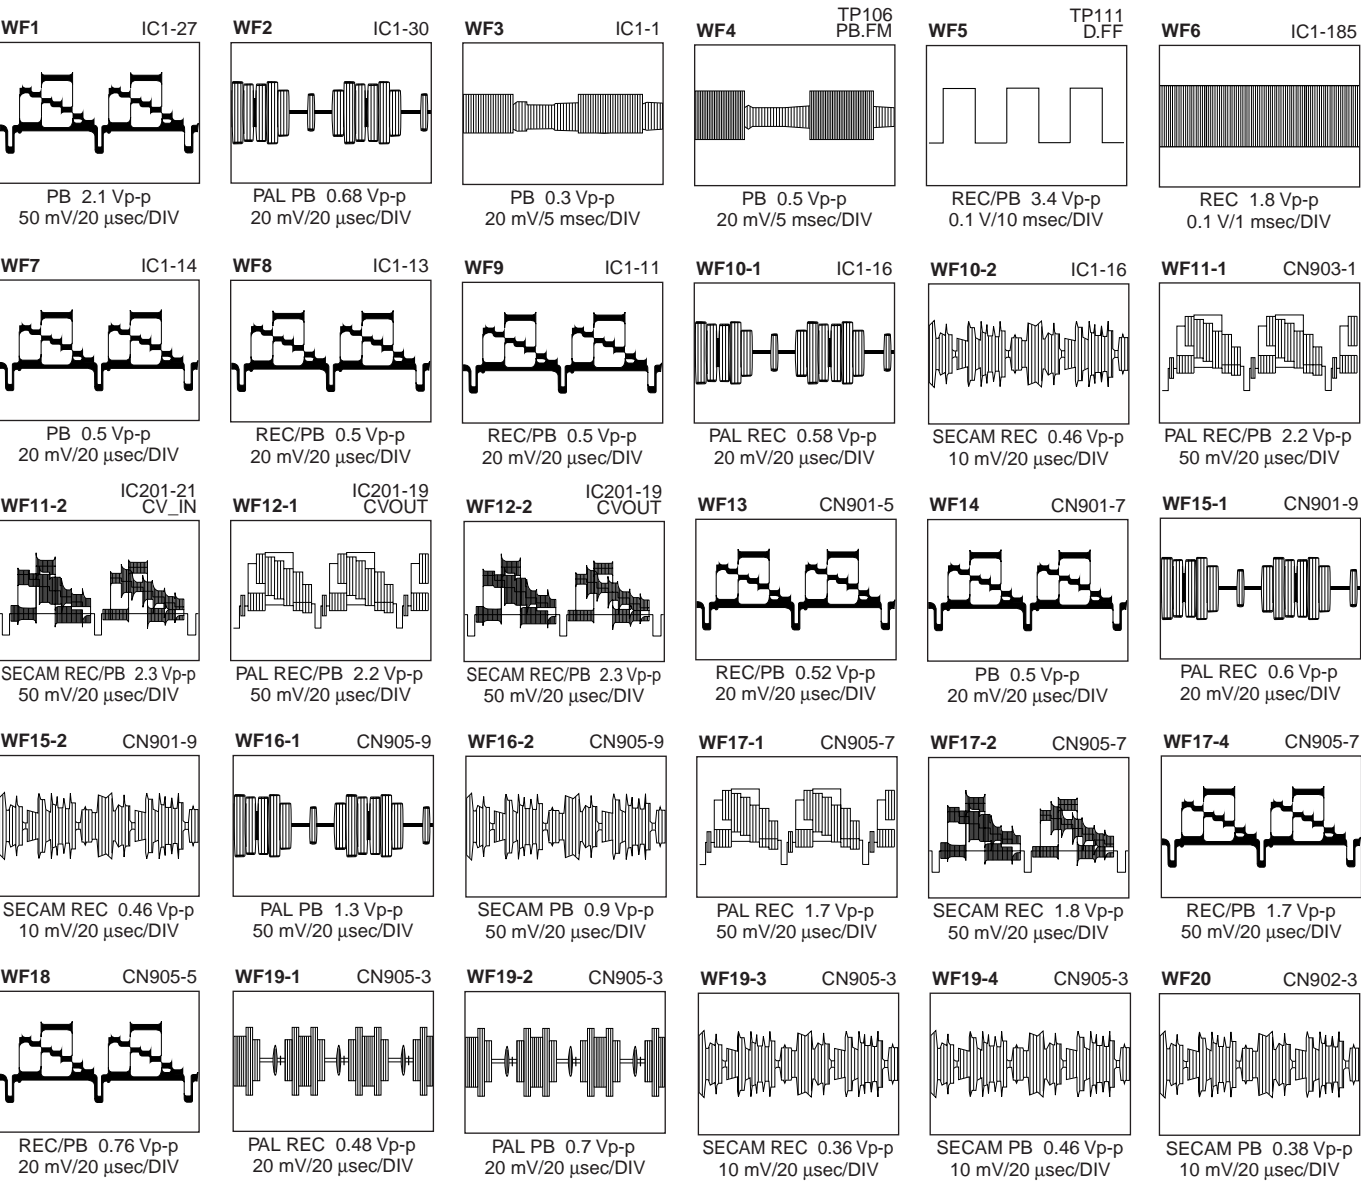 WF1 IC1-27
PB 2.1 Vp-p
50 mV/20 µsec/DIV
WF2 IC1-30
PAL PB 0.68 Vp-p
20 mV/20 µsec/DIV
WF3 IC1-1
PB 0.3 Vp-p
20 mV/5 msec/DIV
TP106
WF4 PB.FM
PB 0.5 Vp-p
20 mV/5 msec/DIV
TP111
WF5 D.FF
REC/PB 3.4 Vp-p
0.1 V/10 msec/DIV
WF6 IC1-185
REC 1.8 Vp-p
0.1 V/1 msec/DIV
WF7 IC1-14
PB 0.5 Vp-p
20 mV/20 µsec/DIV
WF8 IC1-13
REC/PB 0.5 Vp-p
20 mV/20 µsec/DIV
WF9 IC1-11
REC/PB 0.5 Vp-p
20 mV/20 µsec/DIV
WF10-1 IC1-16
PAL REC 0.58 Vp-p
20 mV/20 µsec/DIV
WF10-2 IC1-16
SECAM REC 0.46 Vp-p
10 mV/20 µsec/DIV
WF11-1 CN903-1
PAL REC/PB 2.2 Vp-p
50 mV/20 µsec/DIV
IC201-21
WF11-2 CV_IN
SECAM REC/PB 2.3 Vp-p
50 mV/20 µsec/DIV
IC201-19
WF12-1 CVOUT
PAL REC/PB 2.2 Vp-p
50 mV/20 µsec/DIV
IC201-19
WF12-2 CVOUT
SECAM REC/PB 2.3 Vp-p
50 mV/20 µsec/DIV
WF13 CN901-5
REC/PB 0.52 Vp-p
20 mV/20 µsec/DIV
WF14 CN901-7
PB 0.5 Vp-p
20 mV/20 µsec/DIV
WF15-1 CN901-9
PAL REC 0.6 Vp-p
20 mV/20 µsec/DIV
WF15-2 CN901-9
SECAM REC 0.46 Vp-p
10 mV/20 µsec/DIV
WF16-1 CN905-9
PAL PB 1.3 Vp-p
50 mV/20 µsec/DIV
WF16-2 CN905-9
SECAM PB 0.9 Vp-p
50 mV/20 µsec/DIV
WF17-1 CN905-7
PAL REC 1.7 Vp-p
50 mV/20 µsec/DIV
WF17-2 CN905-7
SECAM REC 1.8 Vp-p
50 mV/20 µsec/DIV
WF17-4 CN905-7
REC/PB 1.7 Vp-p
50 mV/20 µsec/DIV
WF18 CN905-5
REC/PB 0.76 Vp-p
20 mV/20 µsec/DIV
WF19-1 CN905-3
PAL REC 0.48 Vp-p
20 mV/20 µsec/DIV
WF19-2 CN905-3
PAL PB 0.7 Vp-p
20 mV/20 µsec/DIV
WF19-3 CN905-3
SECAM REC 0.36 Vp-p
10 mV/20 µsec/DIV
WF19-4 CN905-3
SECAM PB 0.46 Vp-p
10 mV/20 µsec/DIV
WF20 CN902-3
SECAM PB 0.38 Vp-p
10 mV/20 µsec/DIV